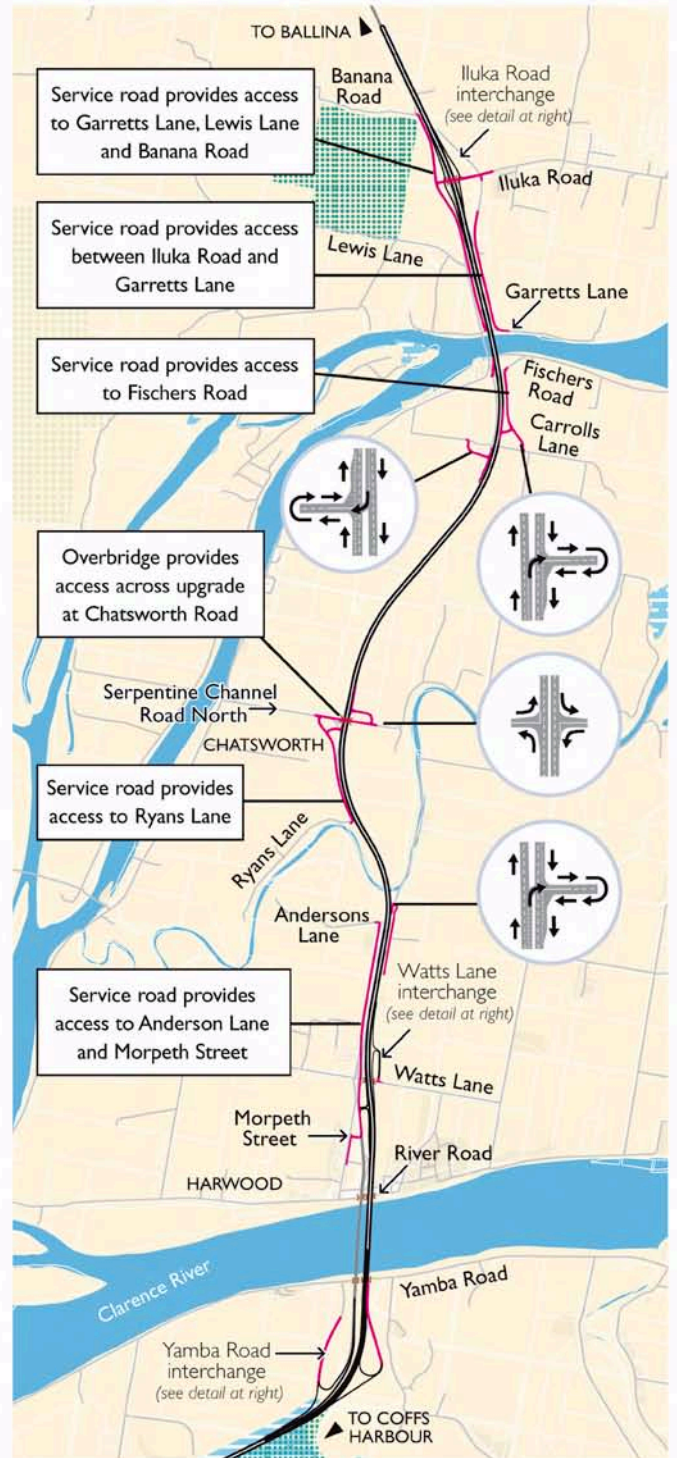 TO BALLINA
Banana
Road
Iluka Road
interchange
(see detail at right)
Service road provides access
to Garretts Lane, Lewis Lane
and Banana Road
Iluka Road
Service road provides access
between Iluka Road and
Garretts Lane
Lewis Lane
Garretts Lane
Service road provides access
to Fischers Road
Fischers
Road
Carrolls
Lane
Overbridge provides
access across upgrade
at Chatsworth Road
Serpentine Channel
Road North
CHATSWORTH
Service road provides
access to Ryans Lane
Ryans Lane
Andersons
Lane
Watts Lane
interchange
(see detail at right)
Service road provides
access to Anderson Lane
and Morpeth Street
Watts Lane
Morpeth
Street
River Road
HARWOOD
Clarence River
Yamba Road
Yamba Road
interchange
(see detail at right)
TO COFFS
HARBOUR